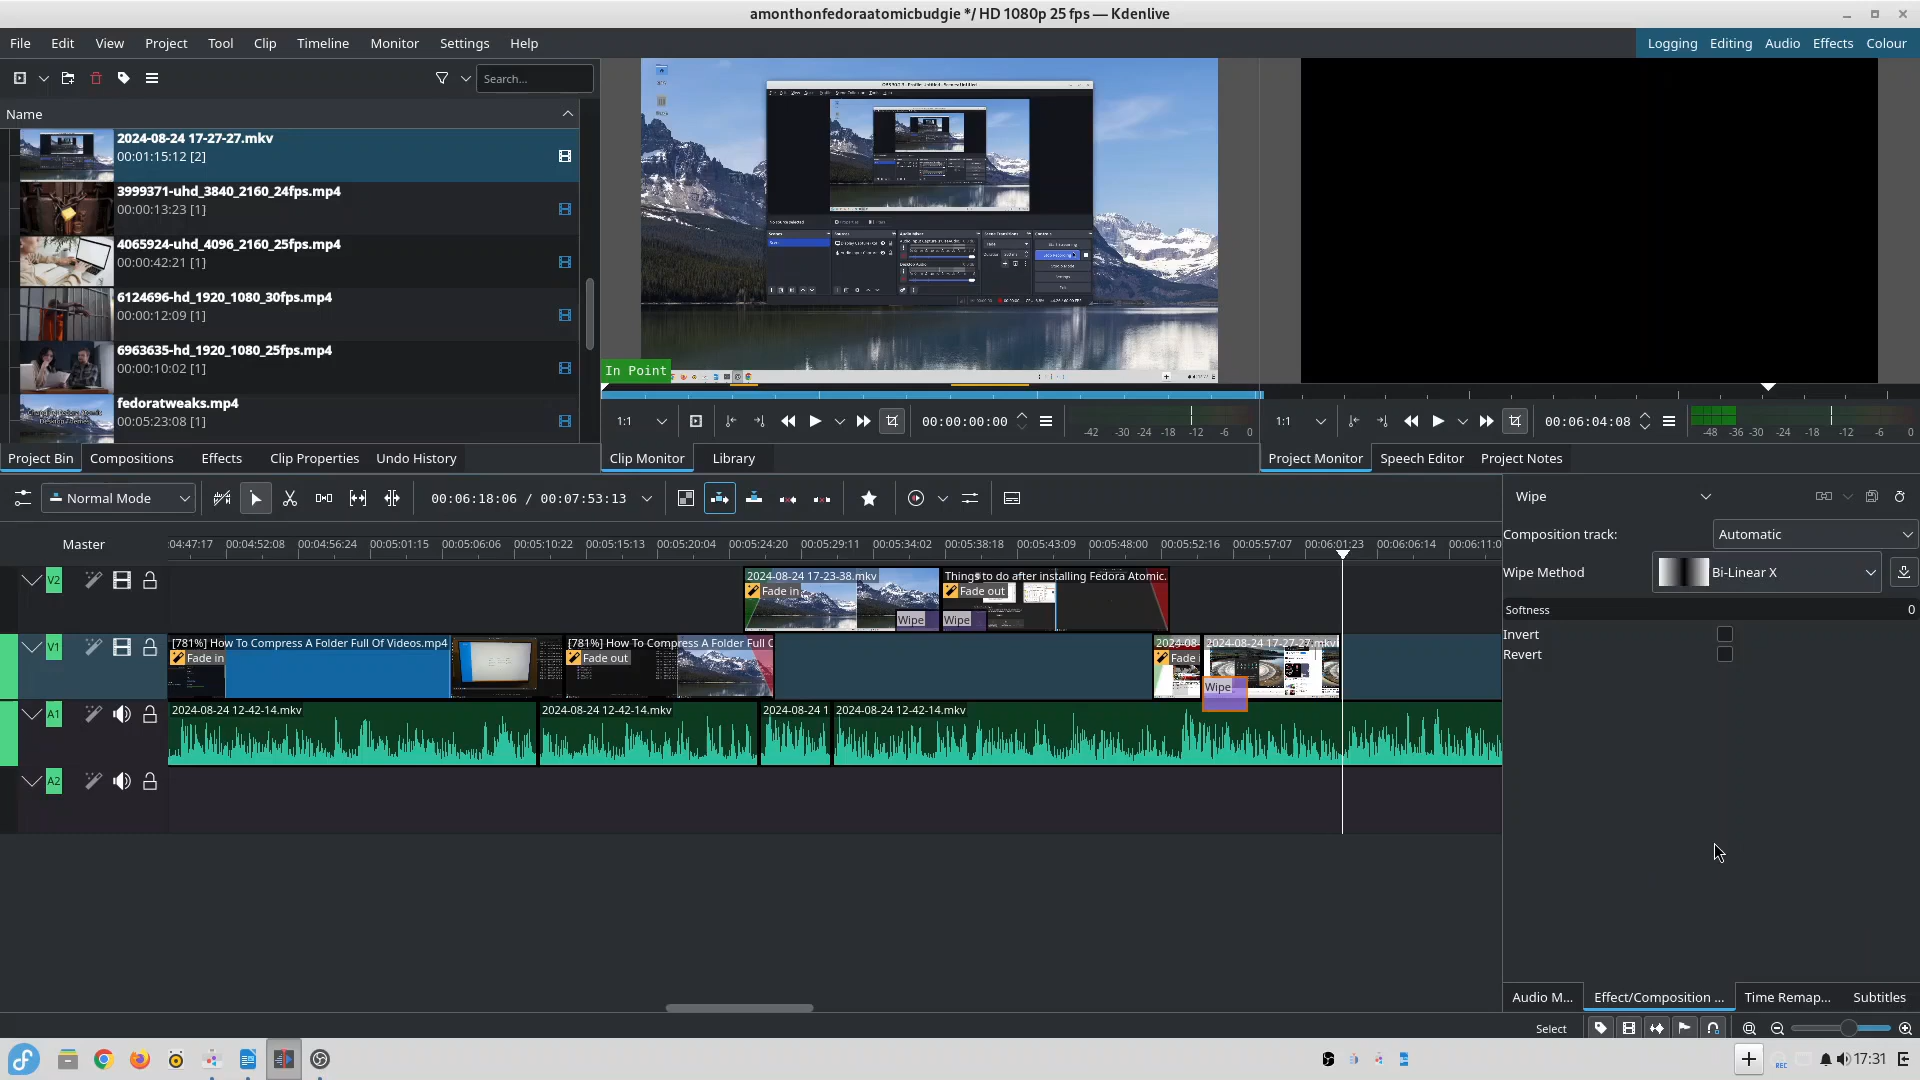 amonthonfedoraatomicbudgie */ HD 1080p 25 fps — Kdenlive
File Edit View Project Tool Clip Timeline Monitor Settings Help
Logging Editing Audio Effects Colour
Search...
Name
2024-08-24 17-27-27.mkv
00:01:15:12 [2]
3999371-uhd_3840_2160_24fps.mp4
00:00:13:23 [1]
4065924-uhd_4096_2160_25fps.mp4
00:00:42:21 [1]
6124696-hd_1920_1080_30fps.mp4
00:00:12:09 [1]
6963635-hd_1920_1080_25fps.mp4
00:00:10:02 [1]
fedoratweaks.mp4
00:05:23:08 [1]
In Point
1:1 00:00:00:00 -42 -30 -24 -18 -12 -6 0
1:1 00:06:04:08 -48 -36 -30 -24 -18 -12 -6 0
Project Bin Compositions Effects Clip Properties Undo History
Clip Monitor Library
Project Monitor Speech Editor Project Notes
Normal Mode
00:06:18:06 / 00:07:53:13
Master
:04:47:17 00:04:52:08 00:04:56:24 00:05:01:15 00:05:06:06 00:05:10:22 00:05:15:13 00:05:20:04 00:05:24:20 00:05:29:11 00:05:34:02 00:05:38:18 00:05:43:09 00:05:48:00 00:05:52:16 00:05:57:07 00:06:01:23 00:06:06:14 00:06:11:0
V2
2024-08-24 17-23-38.mkv
Fade in
Wipe
Things to do after installing Fedora Atomic.
Fade out
Wipe
V1
[781%] How To Compress A Folder Full Of Videos.mp4
Fade in
[781%] How To Compress A Folder Full O
Fade out
2024-08-
Fade i
2024-08-24 17-27-27.mkv
Wipe
A1
2024-08-24 12-42-14.mkv
2024-08-24 12-42-14.mkv
2024-08-24 1
2024-08-24 12-42-14.mkv
A2
Wipe
Composition track: Automatic
Wipe Method Bi-Linear X
Softness 0
Invert
Revert
Audio M... Effect/Composition ... Time Remap... Subtitles
Select
REC
17:31